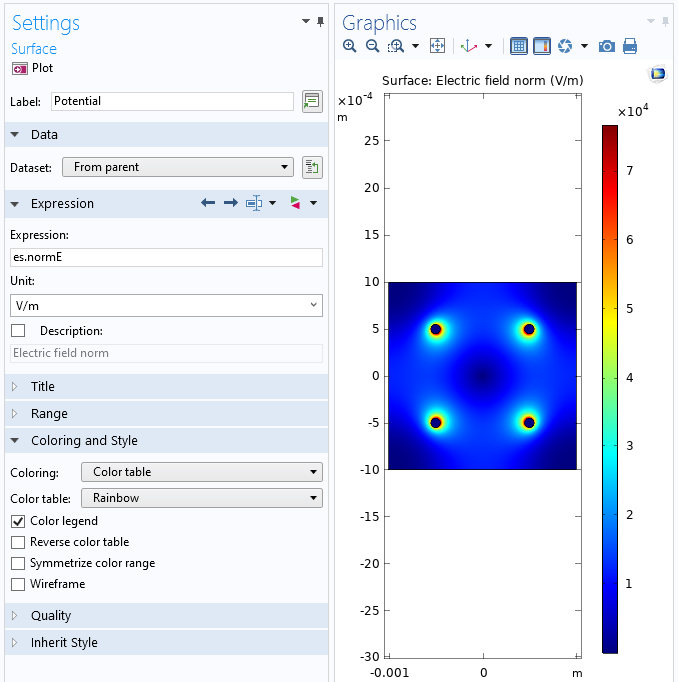 Settings
Surface
Plot
Label: Potential
Data
Dataset: From parent
Expression
Expression:
es.normE
Unit:
V/m
Description:
Electric field norm
Title
Range
Coloring and Style
Coloring: Color table
Color table: Rainbow
Color legend
Reverse color table
Symmetrize color range
Wireframe
Quality
Inherit Style
Graphics
Surface: Electric field norm (V/m)
×10⁻⁴
m
25
20
15
10
5
0
-5
-10
-15
-20
-25
-30
-0.001 0 m
×10⁴
7
6
5
4
3
2
1